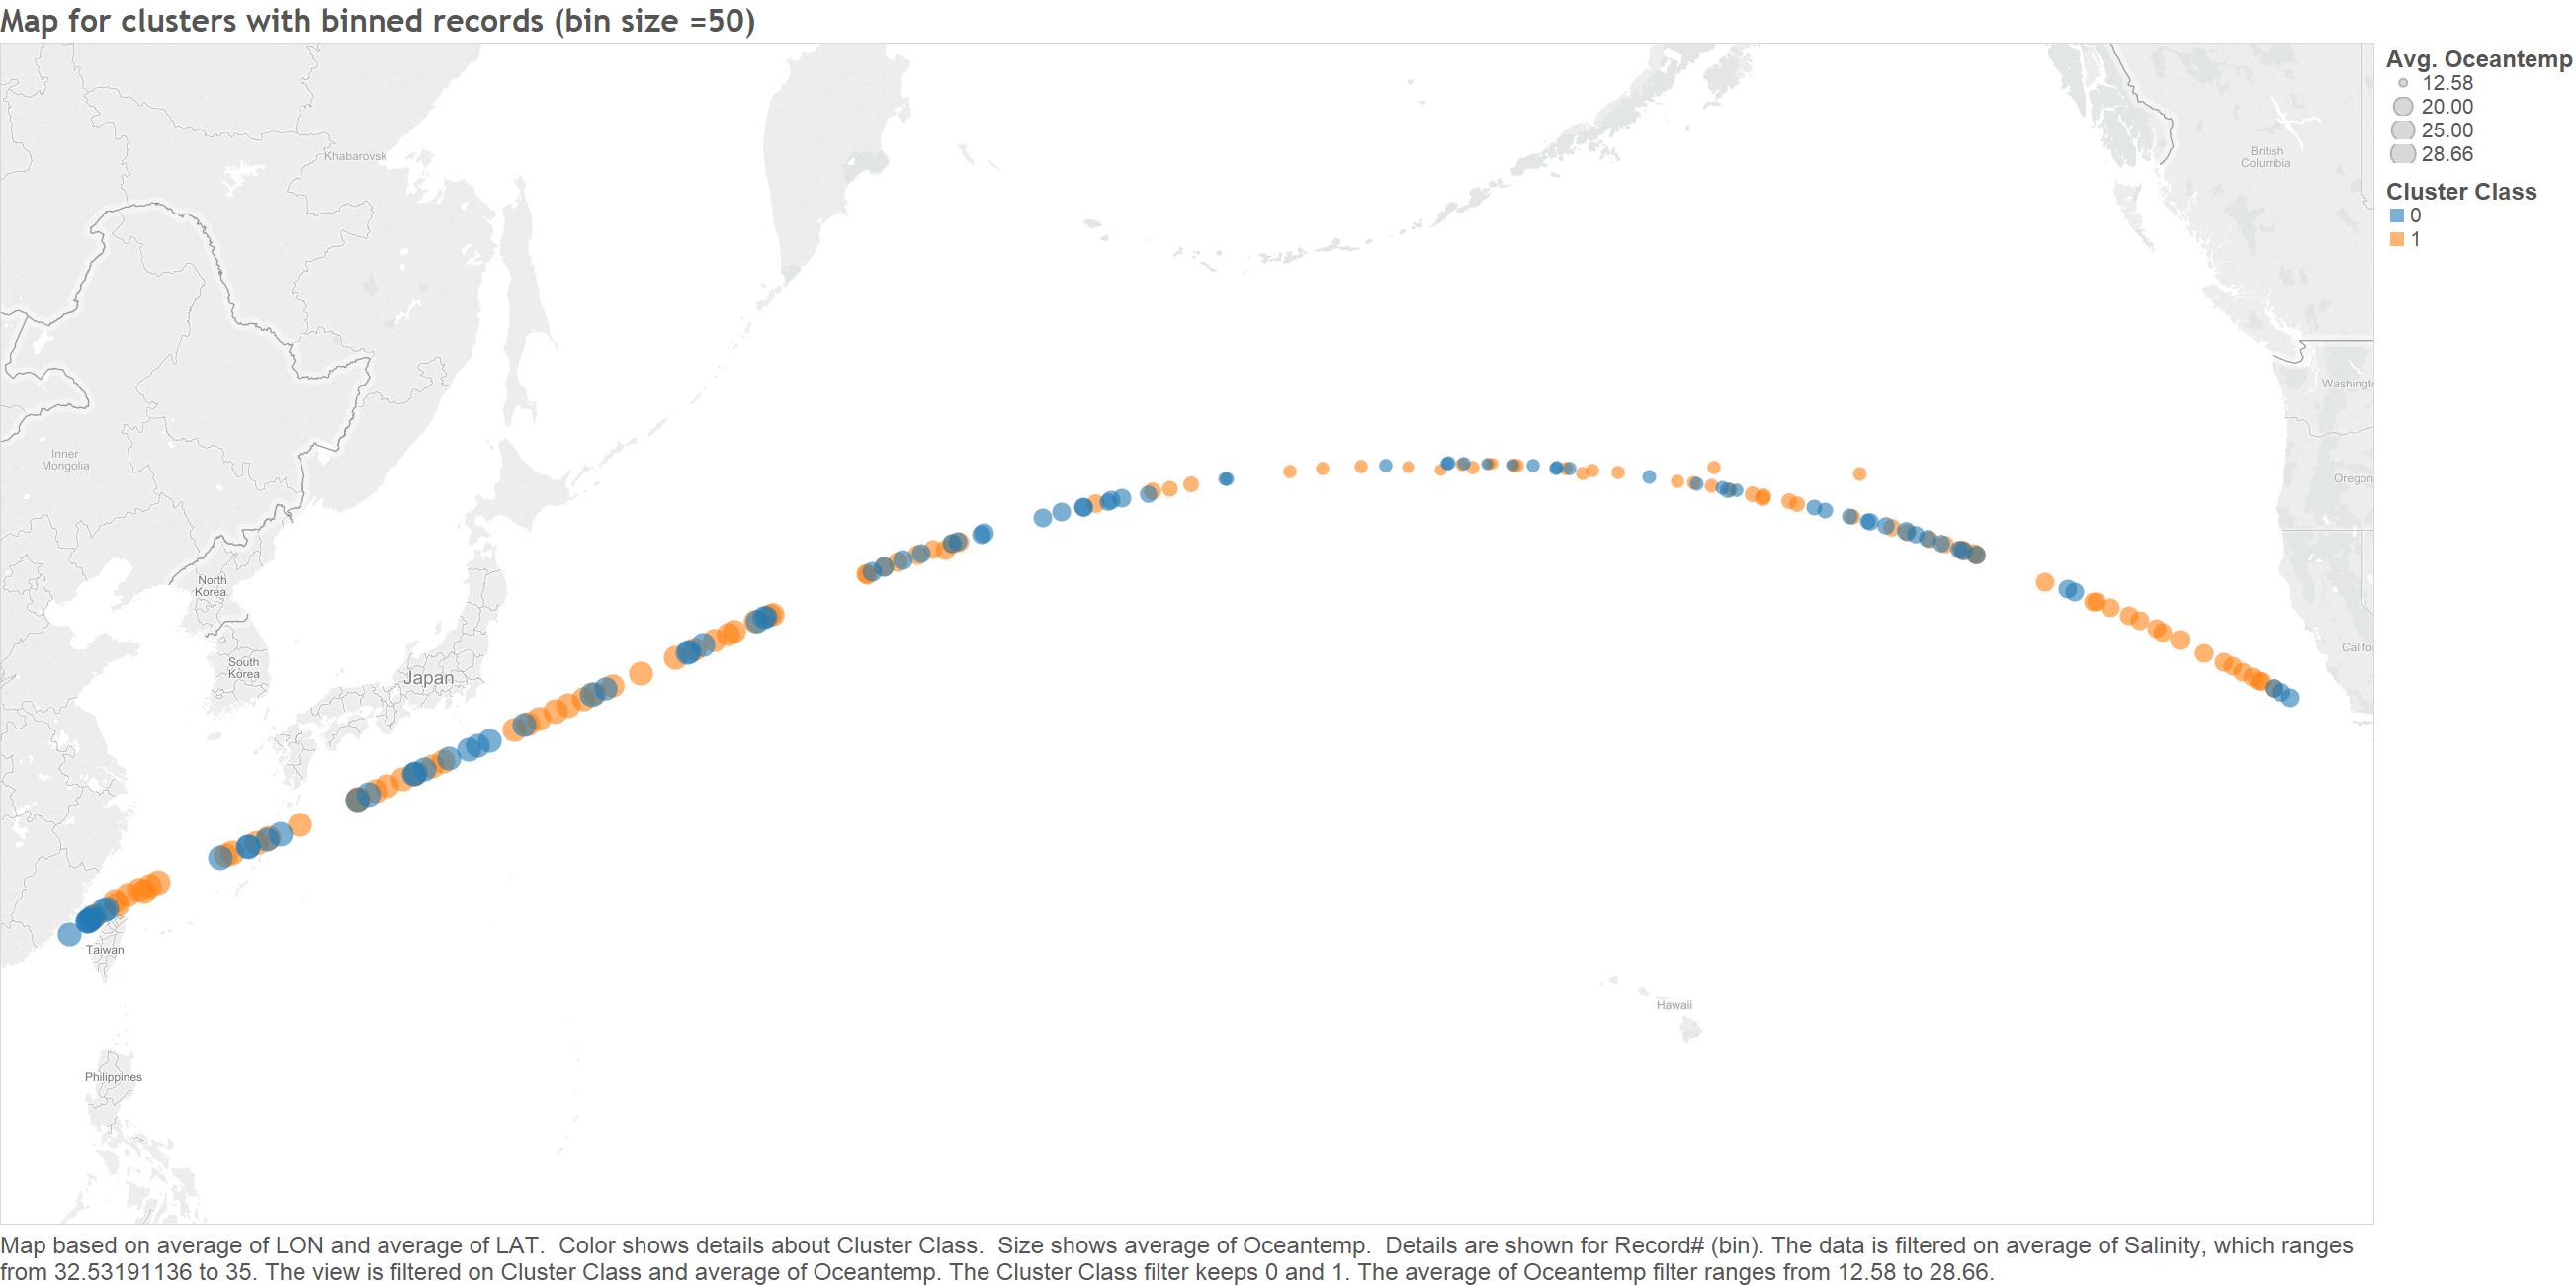 Map for clusters with binned records (bin size =50)
Avg. Oceantemp
12.58
20.00
25.00
28.66
Cluster Class
0
1
Khabarovsk
British
Columbia
Washingt
Inner
Mongolia
Oregon
North
Korea
South
Korea
Japan
Califo
Taiwan
Hawaii
Philippines
Map based on average of LON and average of LAT.  Color shows details about Cluster Class.  Size shows average of Oceantemp.  Details are shown for Record# (bin). The data is filtered on average of Salinity, which ranges
from 32.53191136 to 35. The view is filtered on Cluster Class and average of Oceantemp. The Cluster Class filter keeps 0 and 1. The average of Oceantemp filter ranges from 12.58 to 28.66.